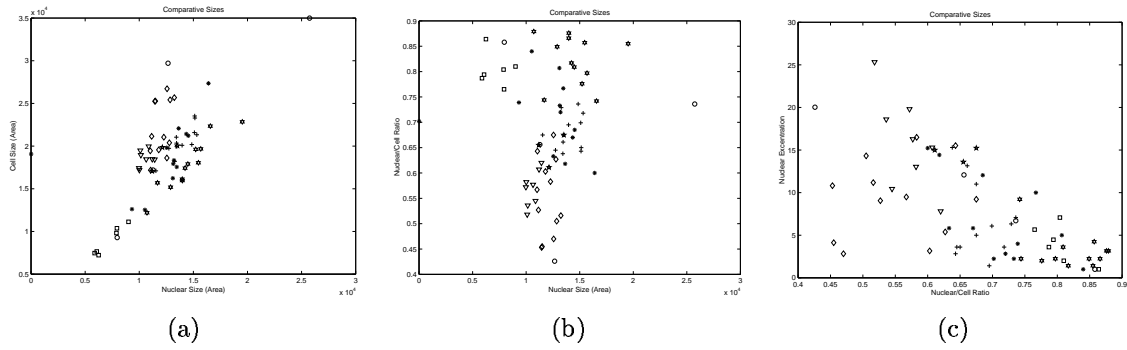 Comparative Sizes
x 10^4
3.5
3
2.5
2
1.5
1
0.5
Cell Size (Area)
0 0.5 1 1.5 2 2.5 3
Nuclear Size (Area)
x 10^4
(a)
Comparative Sizes
0.9
0.85
0.8
0.75
0.7
0.65
0.6
0.55
0.5
0.45
0.4
Nuclear/Cell Ratio
0 0.5 1 1.5 2 2.5 3
Nuclear Size (Area)
x 10^4
(b)
Comparative Sizes
30
25
20
15
10
5
0
Nuclear Excentration
0.4 0.45 0.5 0.55 0.6 0.65 0.7 0.75 0.8 0.85 0.9
Nuclear/Cell Ratio
(c)